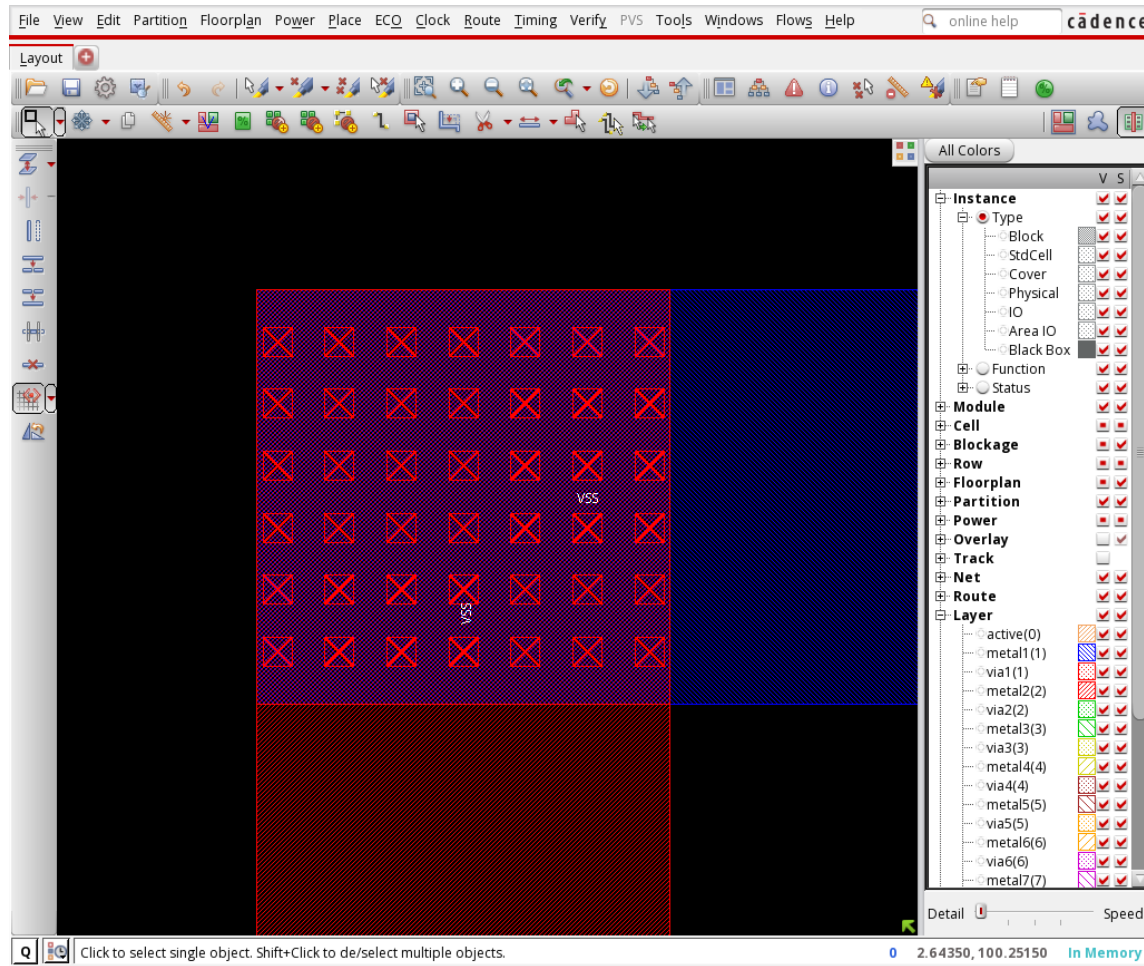 File View Edit Partition Floorplan Power Place ECO Clock Route Timing Verify PVS Tools Windows Flows Help online help cādence
Layout
All Colors
V S
Instance
Type
Block
StdCell
Cover
Physical
IO
Area IO
Black Box
Function
Status
Module
Cell
Blockage
Row
Floorplan
Partition
Power
Overlay
Track
Net
Route
Layer
active(0)
metal1(1)
via1(1)
metal2(2)
via2(2)
metal3(3)
via3(3)
metal4(4)
via4(4)
metal5(5)
via5(5)
metal6(6)
via6(6)
metal7(7)
VSS
VSS
Detail Speed
Q Click to select single object. Shift+Click to de/select multiple objects. 0 2.64350, 100.25150 In Memory